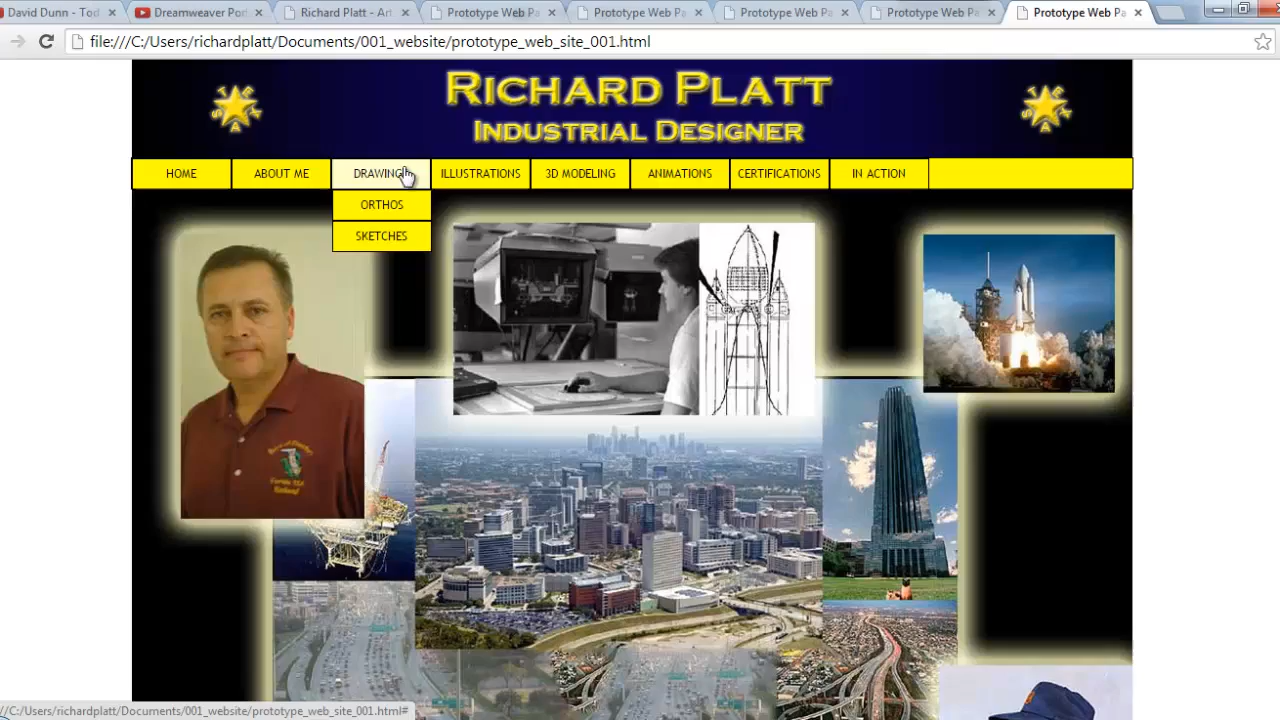 David Dunn - Tod
Dreamweaver Por
Richard Platt - Art
Prototype Web Pa
Prototype Web Pa
Prototype Web Pa
Prototype Web Pa
Prototype Web Pa
file:///C:/Users/richardplatt/Documents/001_website/prototype_web_site_001.html
RICHARD PLATT
INDUSTRIAL DESIGNER
S T A
S T A
HOME
ABOUT ME
DRAWING
ILLUSTRATIONS
3D MODELING
ANIMATIONS
CERTIFICATIONS
IN ACTION
ORTHOS
SKETCHES
//C:/Users/richardplatt/Documents/001_website/prototype_web_site_001.html#